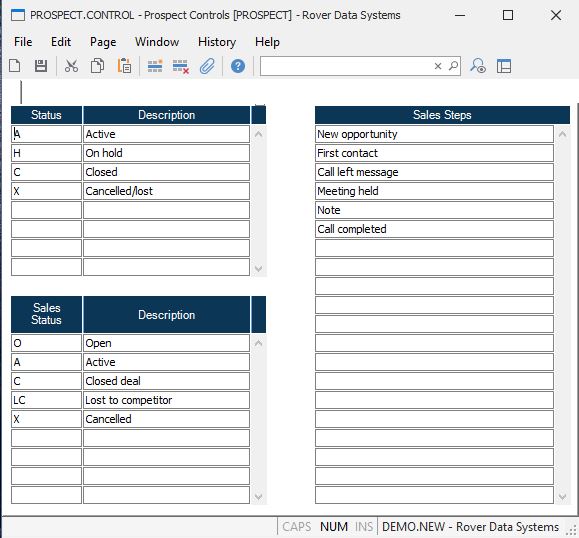 PROSPECT.CONTROL - Prospect Controls [PROSPECT] - Rover Data Systems
File Edit Page Window History Help
Status Description
A Active
H On hold
C Closed
X Cancelled/lost
Sales Status Description
O Open
A Active
C Closed deal
LC Lost to competitor
X Cancelled
Sales Steps
New opportunity
First contact
Call left message
Meeting held
Note
Call completed
CAPS NUM INS DEMO.NEW - Rover Data Systems